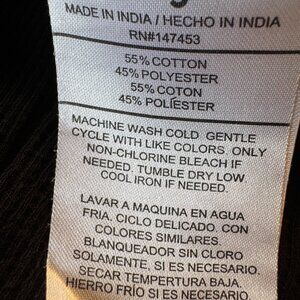 MADE IN INDIA / HECHO EN INDIA
RN#147453
55% COTTON
45% POLYESTER
55% COTON
45% POLÍESTER
MACHINE WASH COLD GENTLE
CYCLE WITH LIKE COLORS. ONLY
NON-CHLORINE BLEACH IF
NEEDED. TUMBLE DRY LOW.
COOL IRON IF NEEDED.
LAVAR A MAQUINA EN AGUA
FRIA. CICLO DELICADO. CON
COLORES SIMILARES.
BLANQUEADOR SIN CLORO
SOLAMENTE, SI ES NECESARIO.
SECAR TEMPERTURA BAJA.
HIERRO FRÍO SI ES NECESARIO